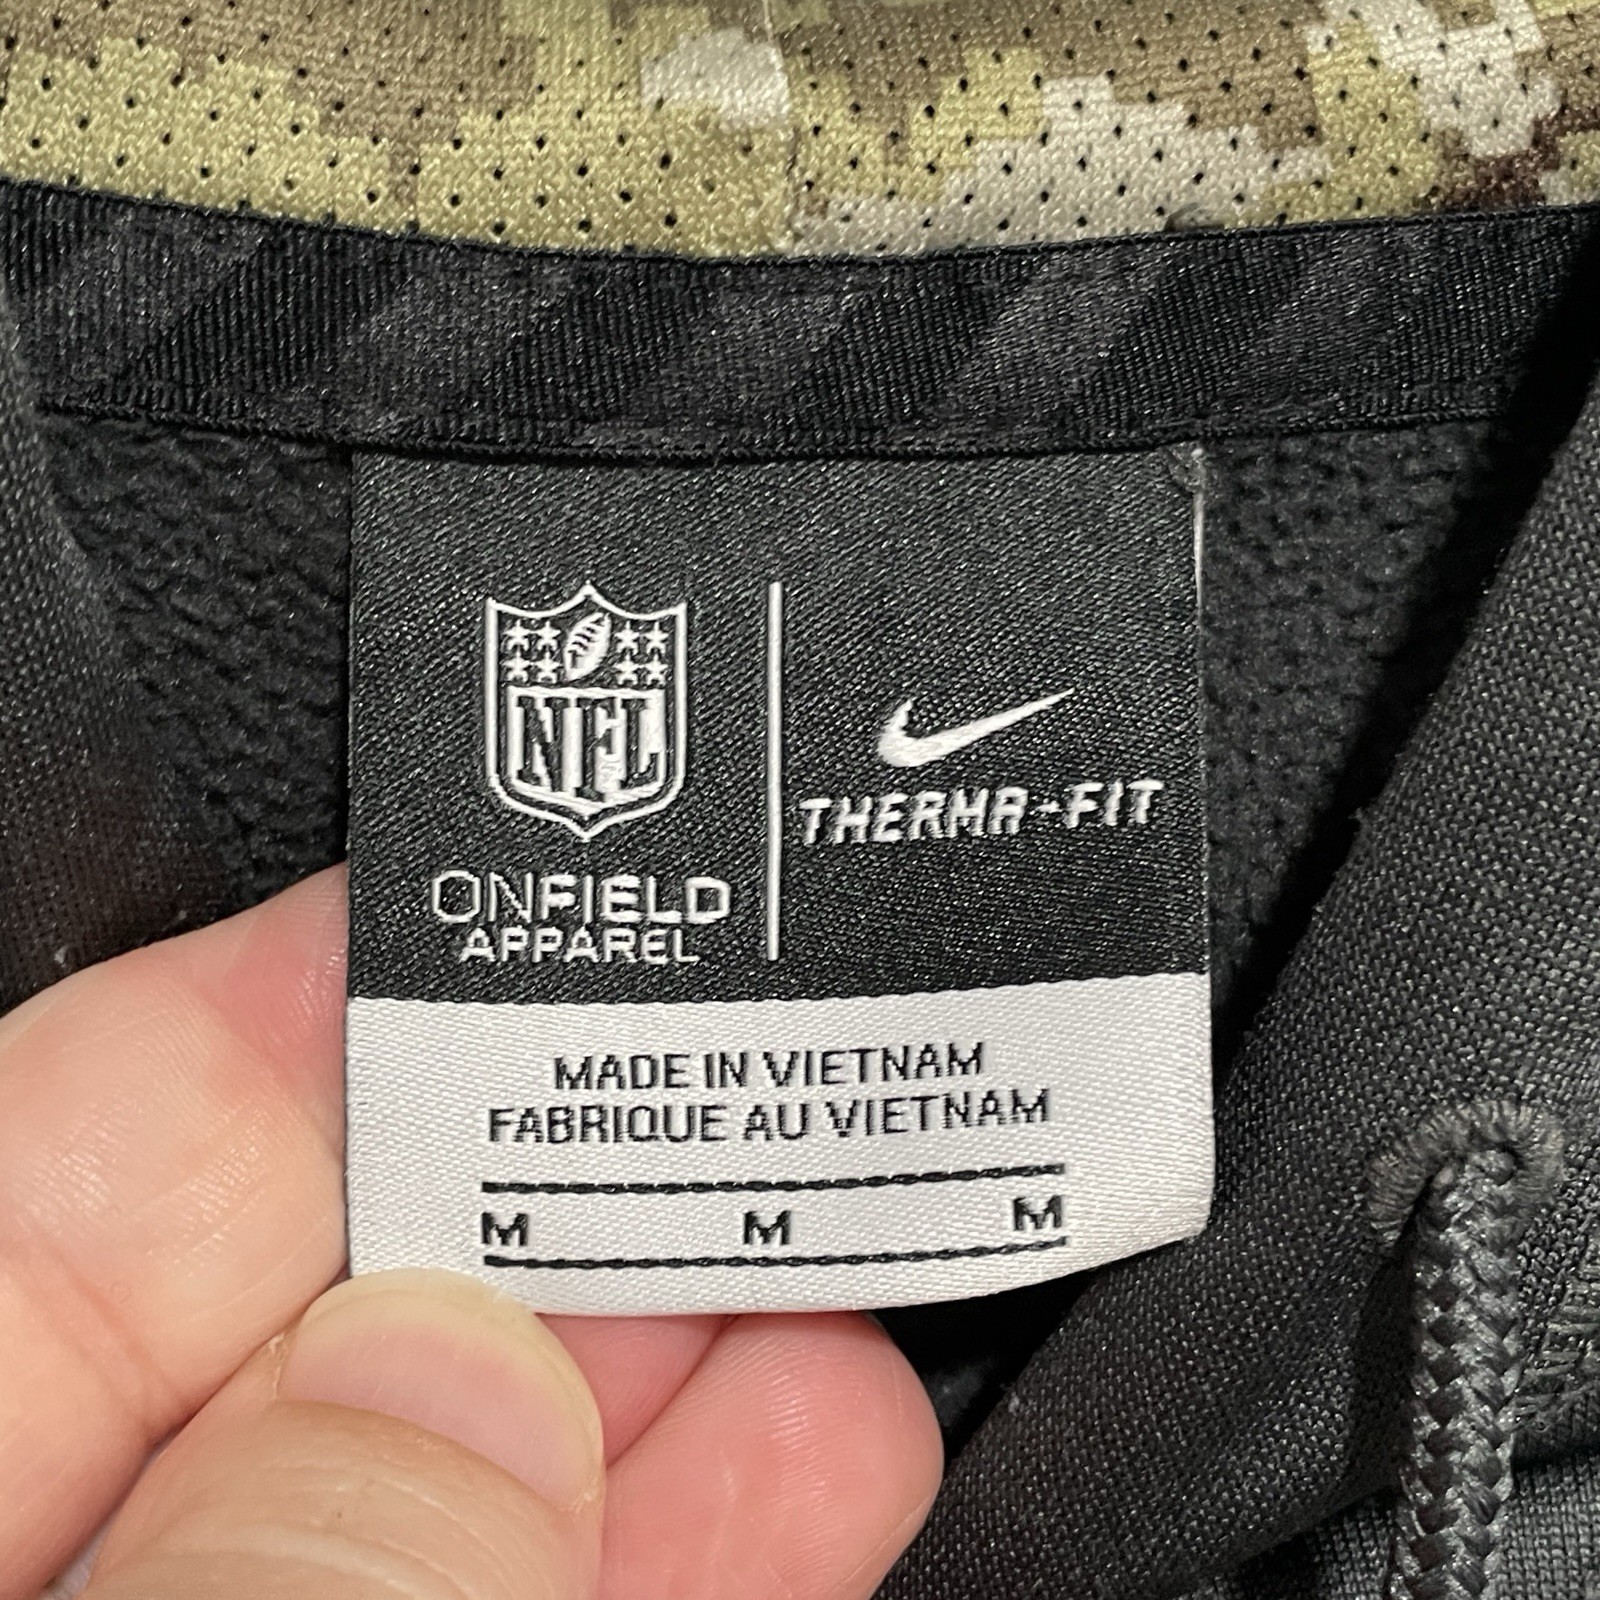 NFL
ONFIELD
APPAREL
THERMA-FIT
MADE IN VIETNAM
FABRIQUE AU VIETNAM
M M M